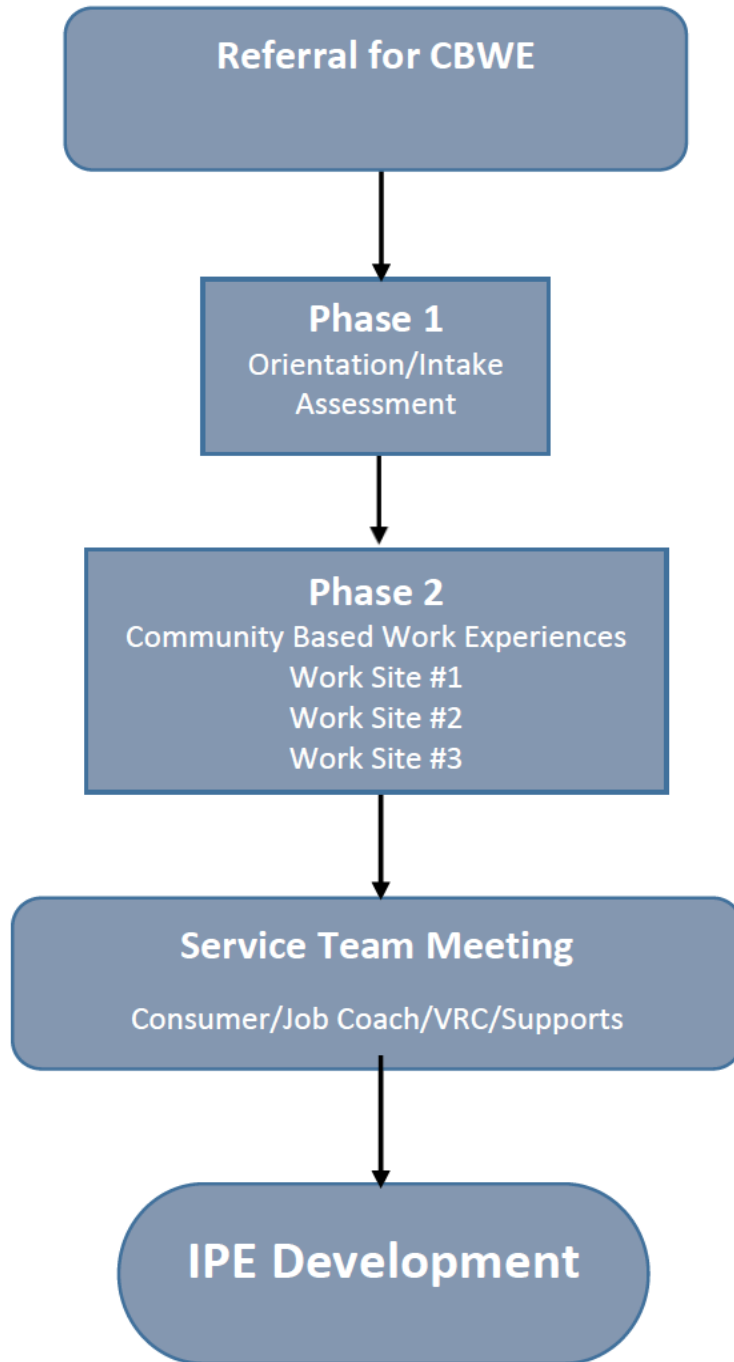 Referral for CBWE
Phase 1
Orientation/Intake
Assessment
Phase 2
Community Based Work Experiences
Work Site #1
Work Site #2
Work Site #3
Service Team Meeting
Consumer/Job Coach/VRC/Supports
IPE Development